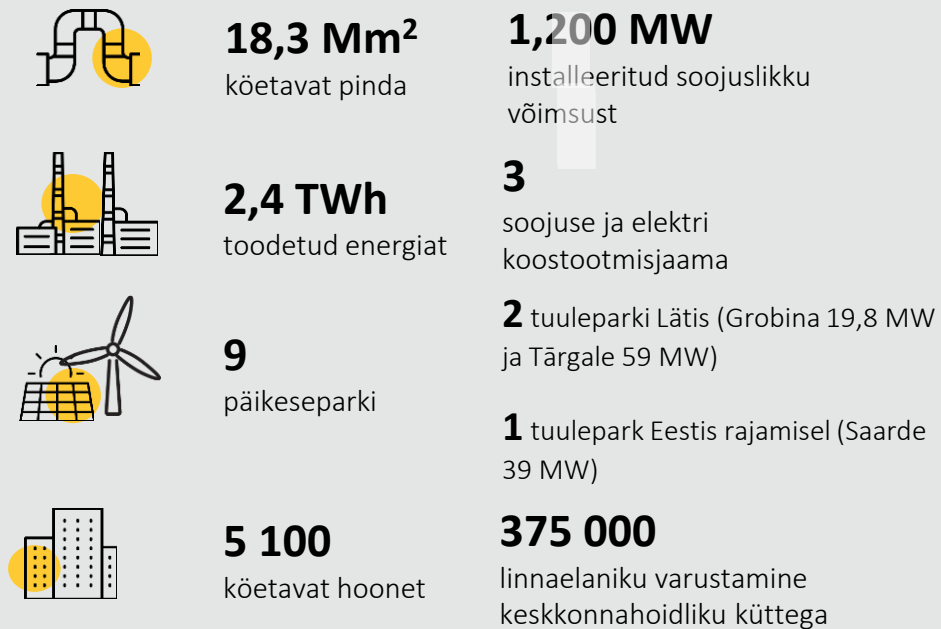 18,3 Mm²
köetavat pinda
1,200 MW
installeeritud soojuslikku
võimsust
2,4 TWh
toodetud energiat
3
soojuse ja elektri
koostootmisjaama
9
päikeseparki
2 tuuleparki Lätis (Grobina 19,8 MW
ja Tārgale 59 MW)
1 tuulepark Eestis rajamisel (Saarde
39 MW)
5 100
köetavat hoonet
375 000
linnaelaniku varustamine
keskkonnahoidliku küttega